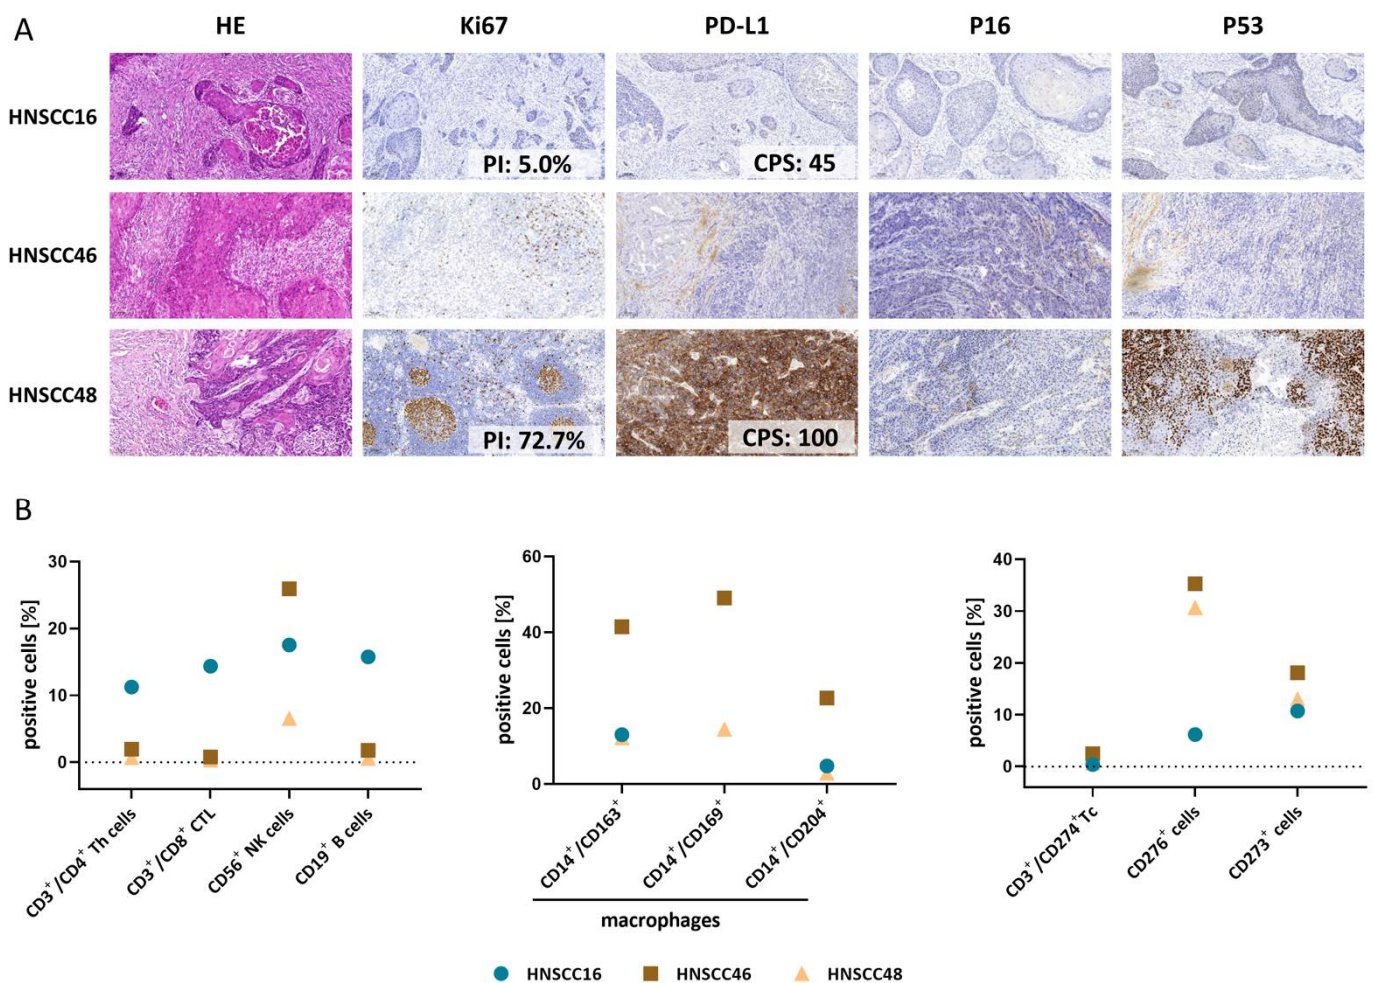 A
HE Ki67 PD-L1 P16 P53
HNSCC16
PI: 5.0% CPS: 45
HNSCC46
HNSCC48
PI: 72.7% CPS: 100
B
positive cells [%]
30
20
10
0
CD3⁺/CD4⁺ Th cells
CD3⁺/CD8⁺ CTL
CD56⁺ NK cells
CD19⁺ B cells
positive cells [%]
60
40
20
0
CD14⁺/CD163⁺
CD14⁺/CD169⁺
CD14⁺/CD204⁺
macrophages
positive cells [%]
40
30
20
10
0
CD3⁺/CD274⁺Tc
CD276⁺ cells
CD273⁺ cells
HNSCC16 HNSCC46 HNSCC48